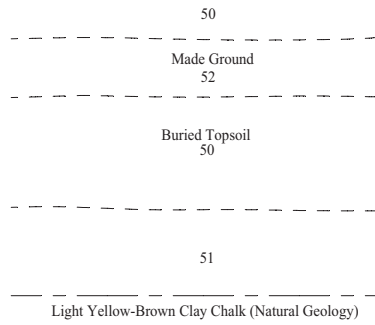 50
Made Ground
52
Buried Topsoil
50
51
Light Yellow-Brown Clay Chalk (Natural Geology)